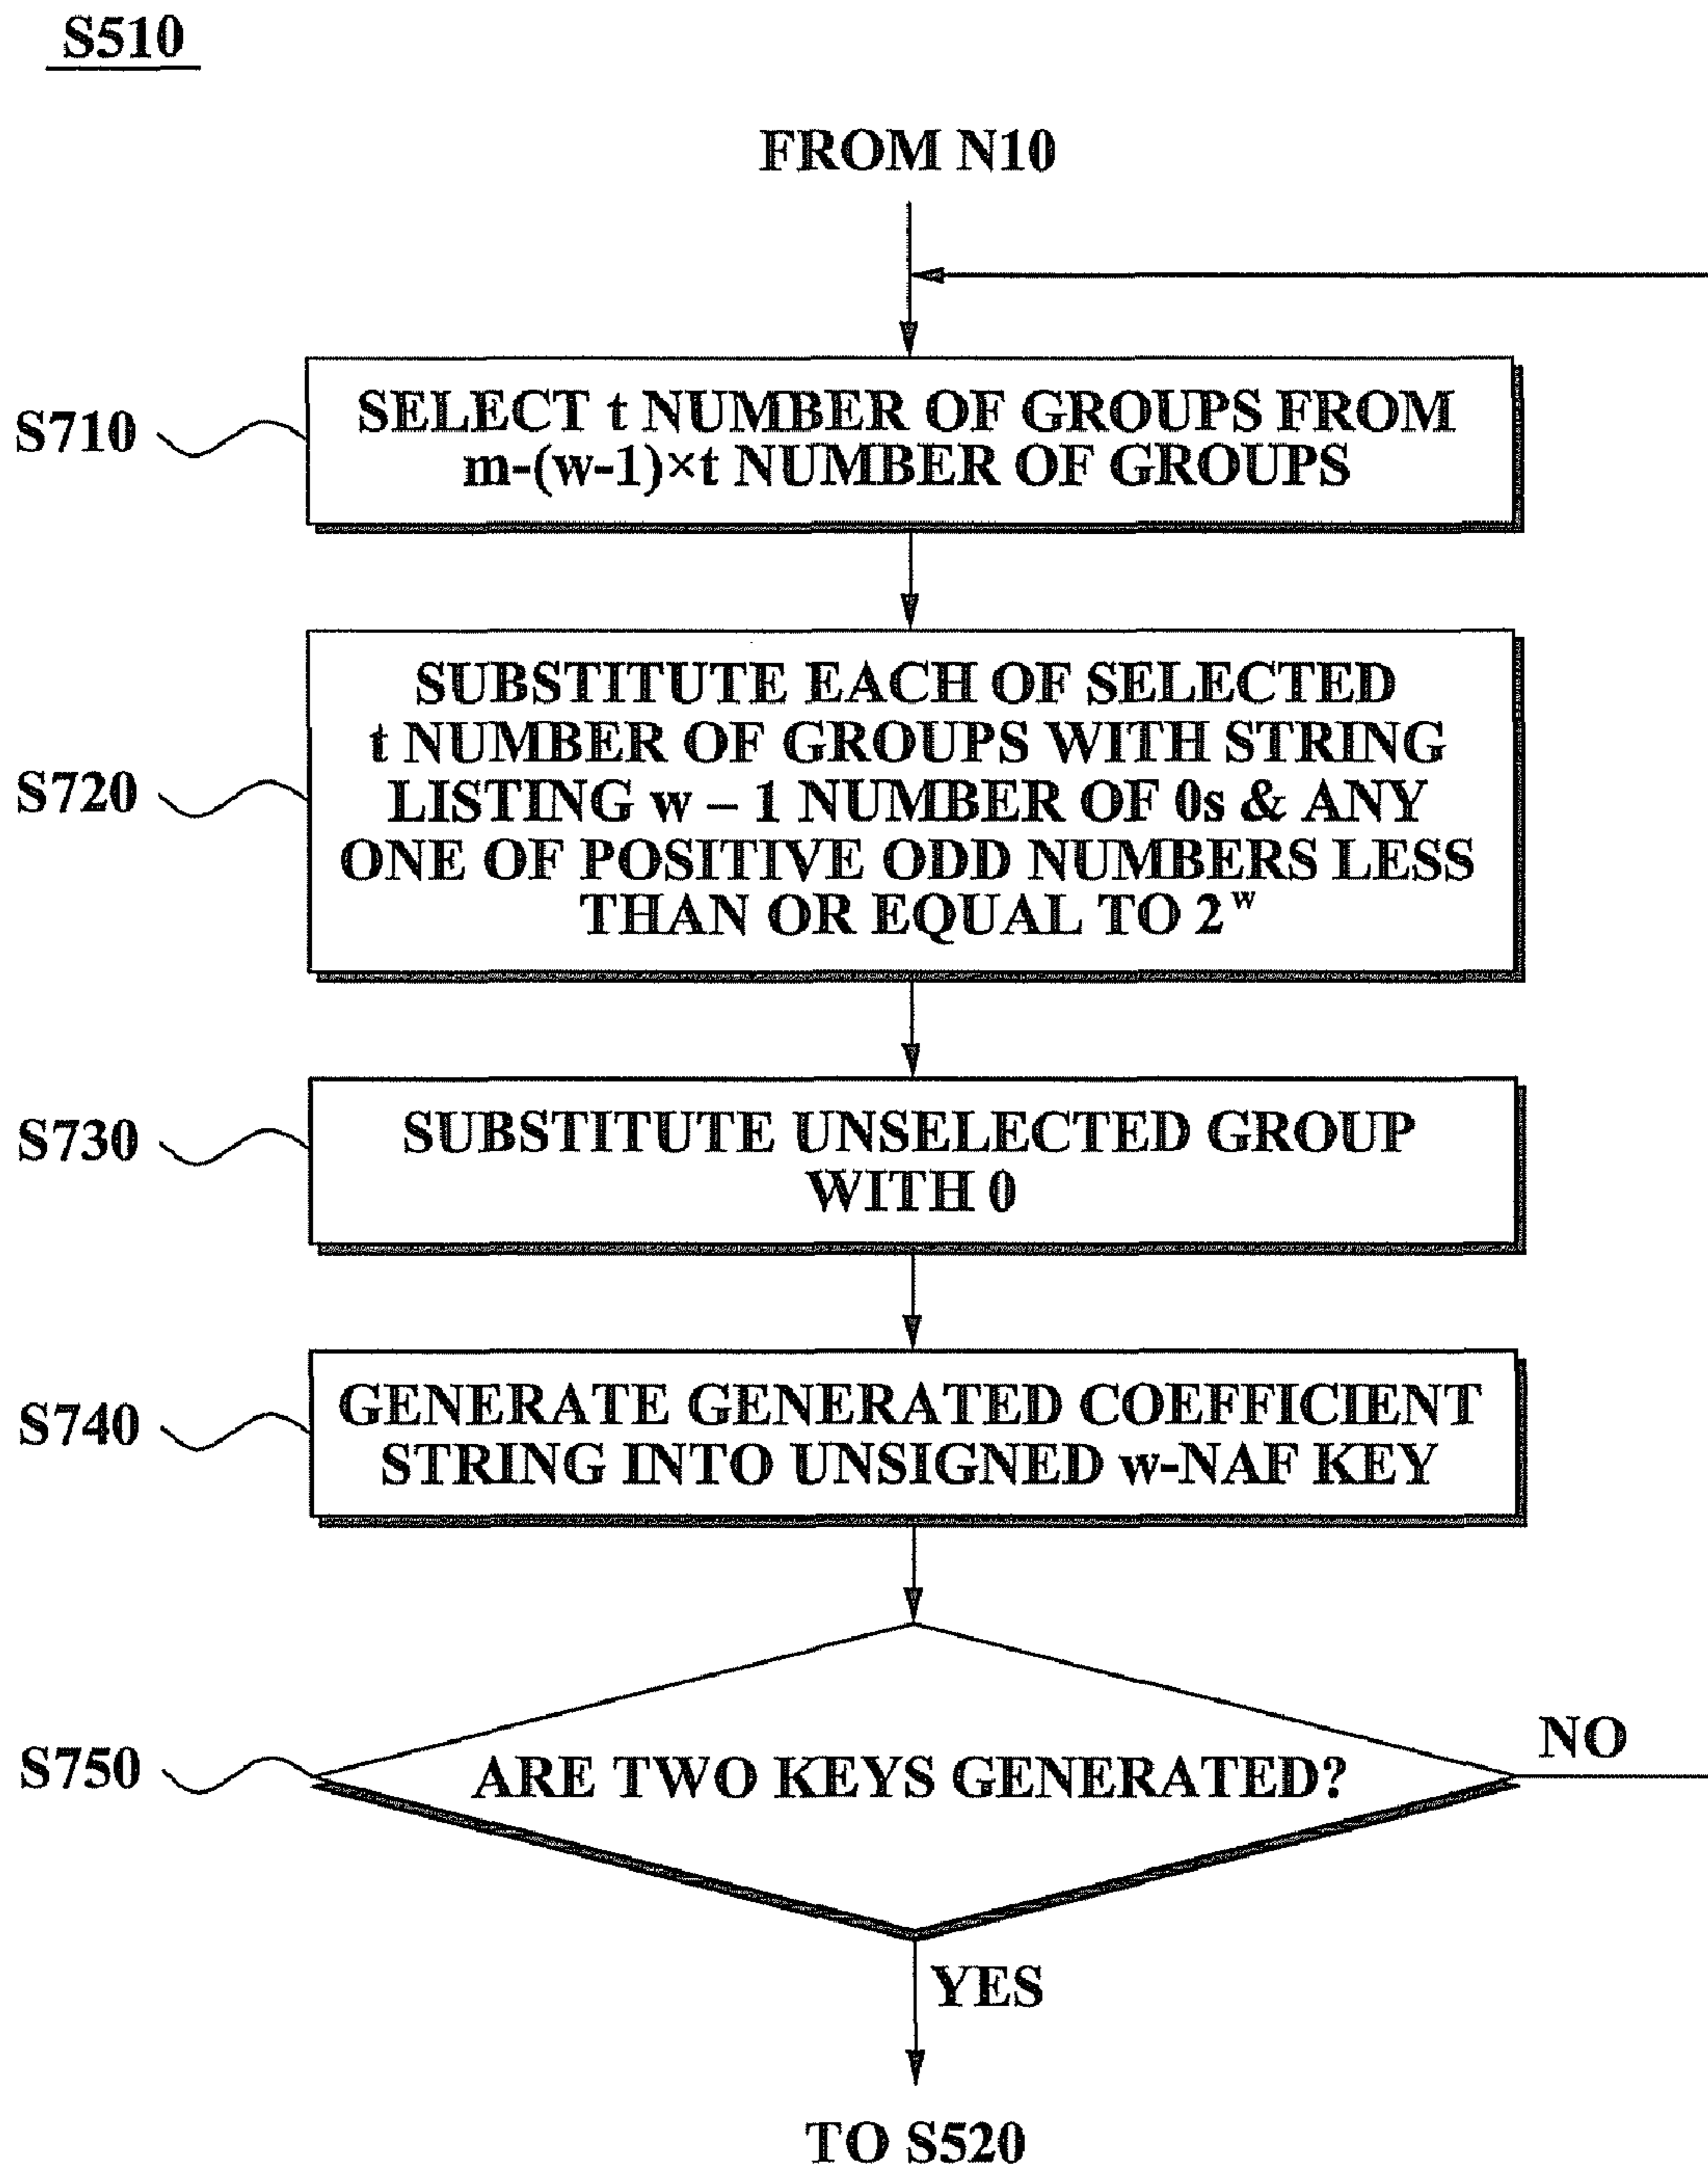 S510
FROM N10
S710
SELECT t NUMBER OF GROUPS FROM
m-(w-1)×t NUMBER OF GROUPS
S720
SUBSTITUTE EACH OF SELECTED
t NUMBER OF GROUPS WITH STRING
LISTING w – 1 NUMBER OF 0s & ANY
ONE OF POSITIVE ODD NUMBERS LESS
THAN OR EQUAL TO 2^w
S730
SUBSTITUTE UNSELECTED GROUP
WITH 0
S740
GENERATE GENERATED COEFFICIENT
STRING INTO UNSIGNED w-NAF KEY
S750
ARE TWO KEYS GENERATED?
NO
YES
TO S520